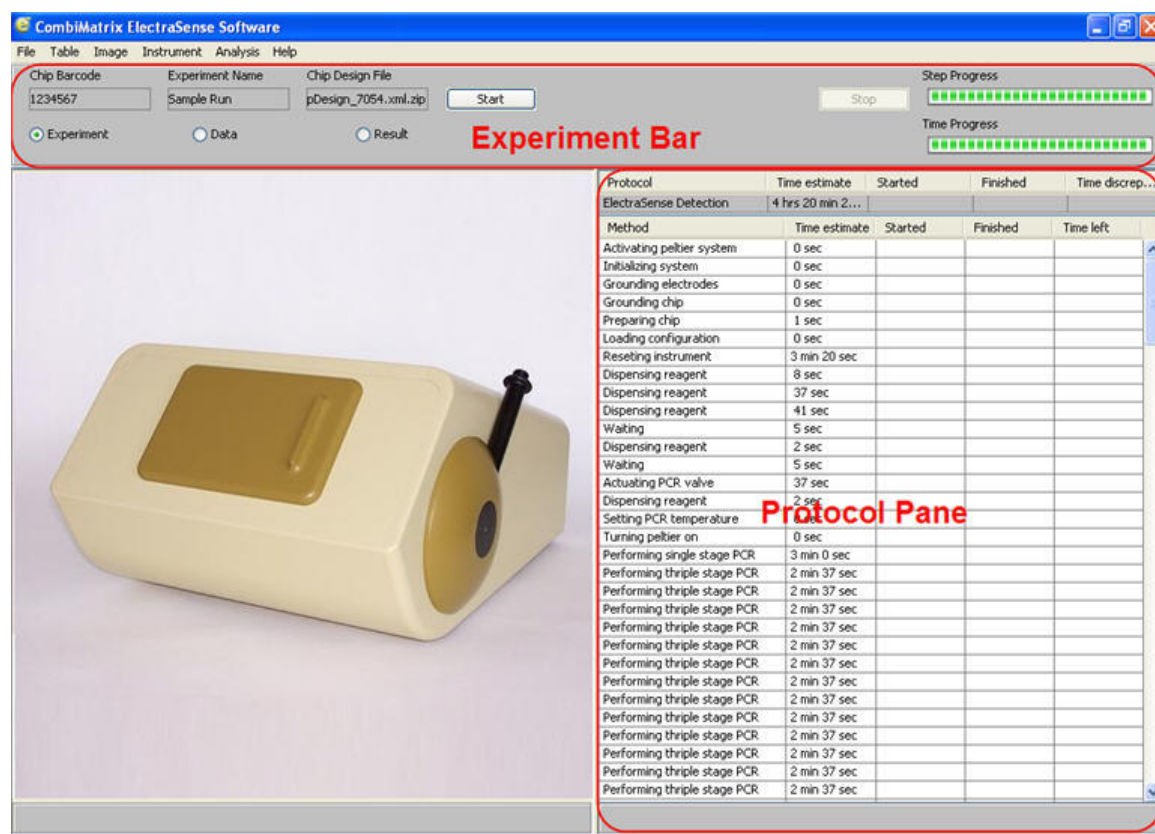 CombiMatrix ElectraSense Software
File Table Image Instrument Analysis Help
Chip Barcode Experiment Name Chip Design File Step Progress
1234567 Sample Run pDesign_7054.xml.zip Start Stop
Time Progress
Experiment Data Result
Experiment Bar
Protocol Time estimate Started Finished Time discrep...
ElectraSense Detection 4 hrs 20 min 2...
Method Time estimate Started Finished Time left
Activating peltier system 0 sec
Initializing system 0 sec
Grounding electrodes 0 sec
Grounding chip 0 sec
Preparing chip 1 sec
Loading configuration 0 sec
Reseting instrument 3 min 20 sec
Dispensing reagent 8 sec
Dispensing reagent 37 sec
Dispensing reagent 41 sec
Waiting 5 sec
Dispensing reagent 2 sec
Waiting 5 sec
Actuating PCR valve 37 sec
Dispensing reagent 2 sec
Protocol Pane
Setting PCR temperature sec
Turning peltier on 0 sec
Performing single stage PCR 3 min 0 sec
Performing thriple stage PCR 2 min 37 sec
Performing thriple stage PCR 2 min 37 sec
Performing thriple stage PCR 2 min 37 sec
Performing thriple stage PCR 2 min 37 sec
Performing thriple stage PCR 2 min 37 sec
Performing thriple stage PCR 2 min 37 sec
Performing thriple stage PCR 2 min 37 sec
Performing thriple stage PCR 2 min 37 sec
Performing thriple stage PCR 2 min 37 sec
Performing thriple stage PCR 2 min 37 sec
Performing thriple stage PCR 2 min 37 sec
Performing thriple stage PCR 2 min 37 sec
Performing thriple stage PCR 2 min 37 sec